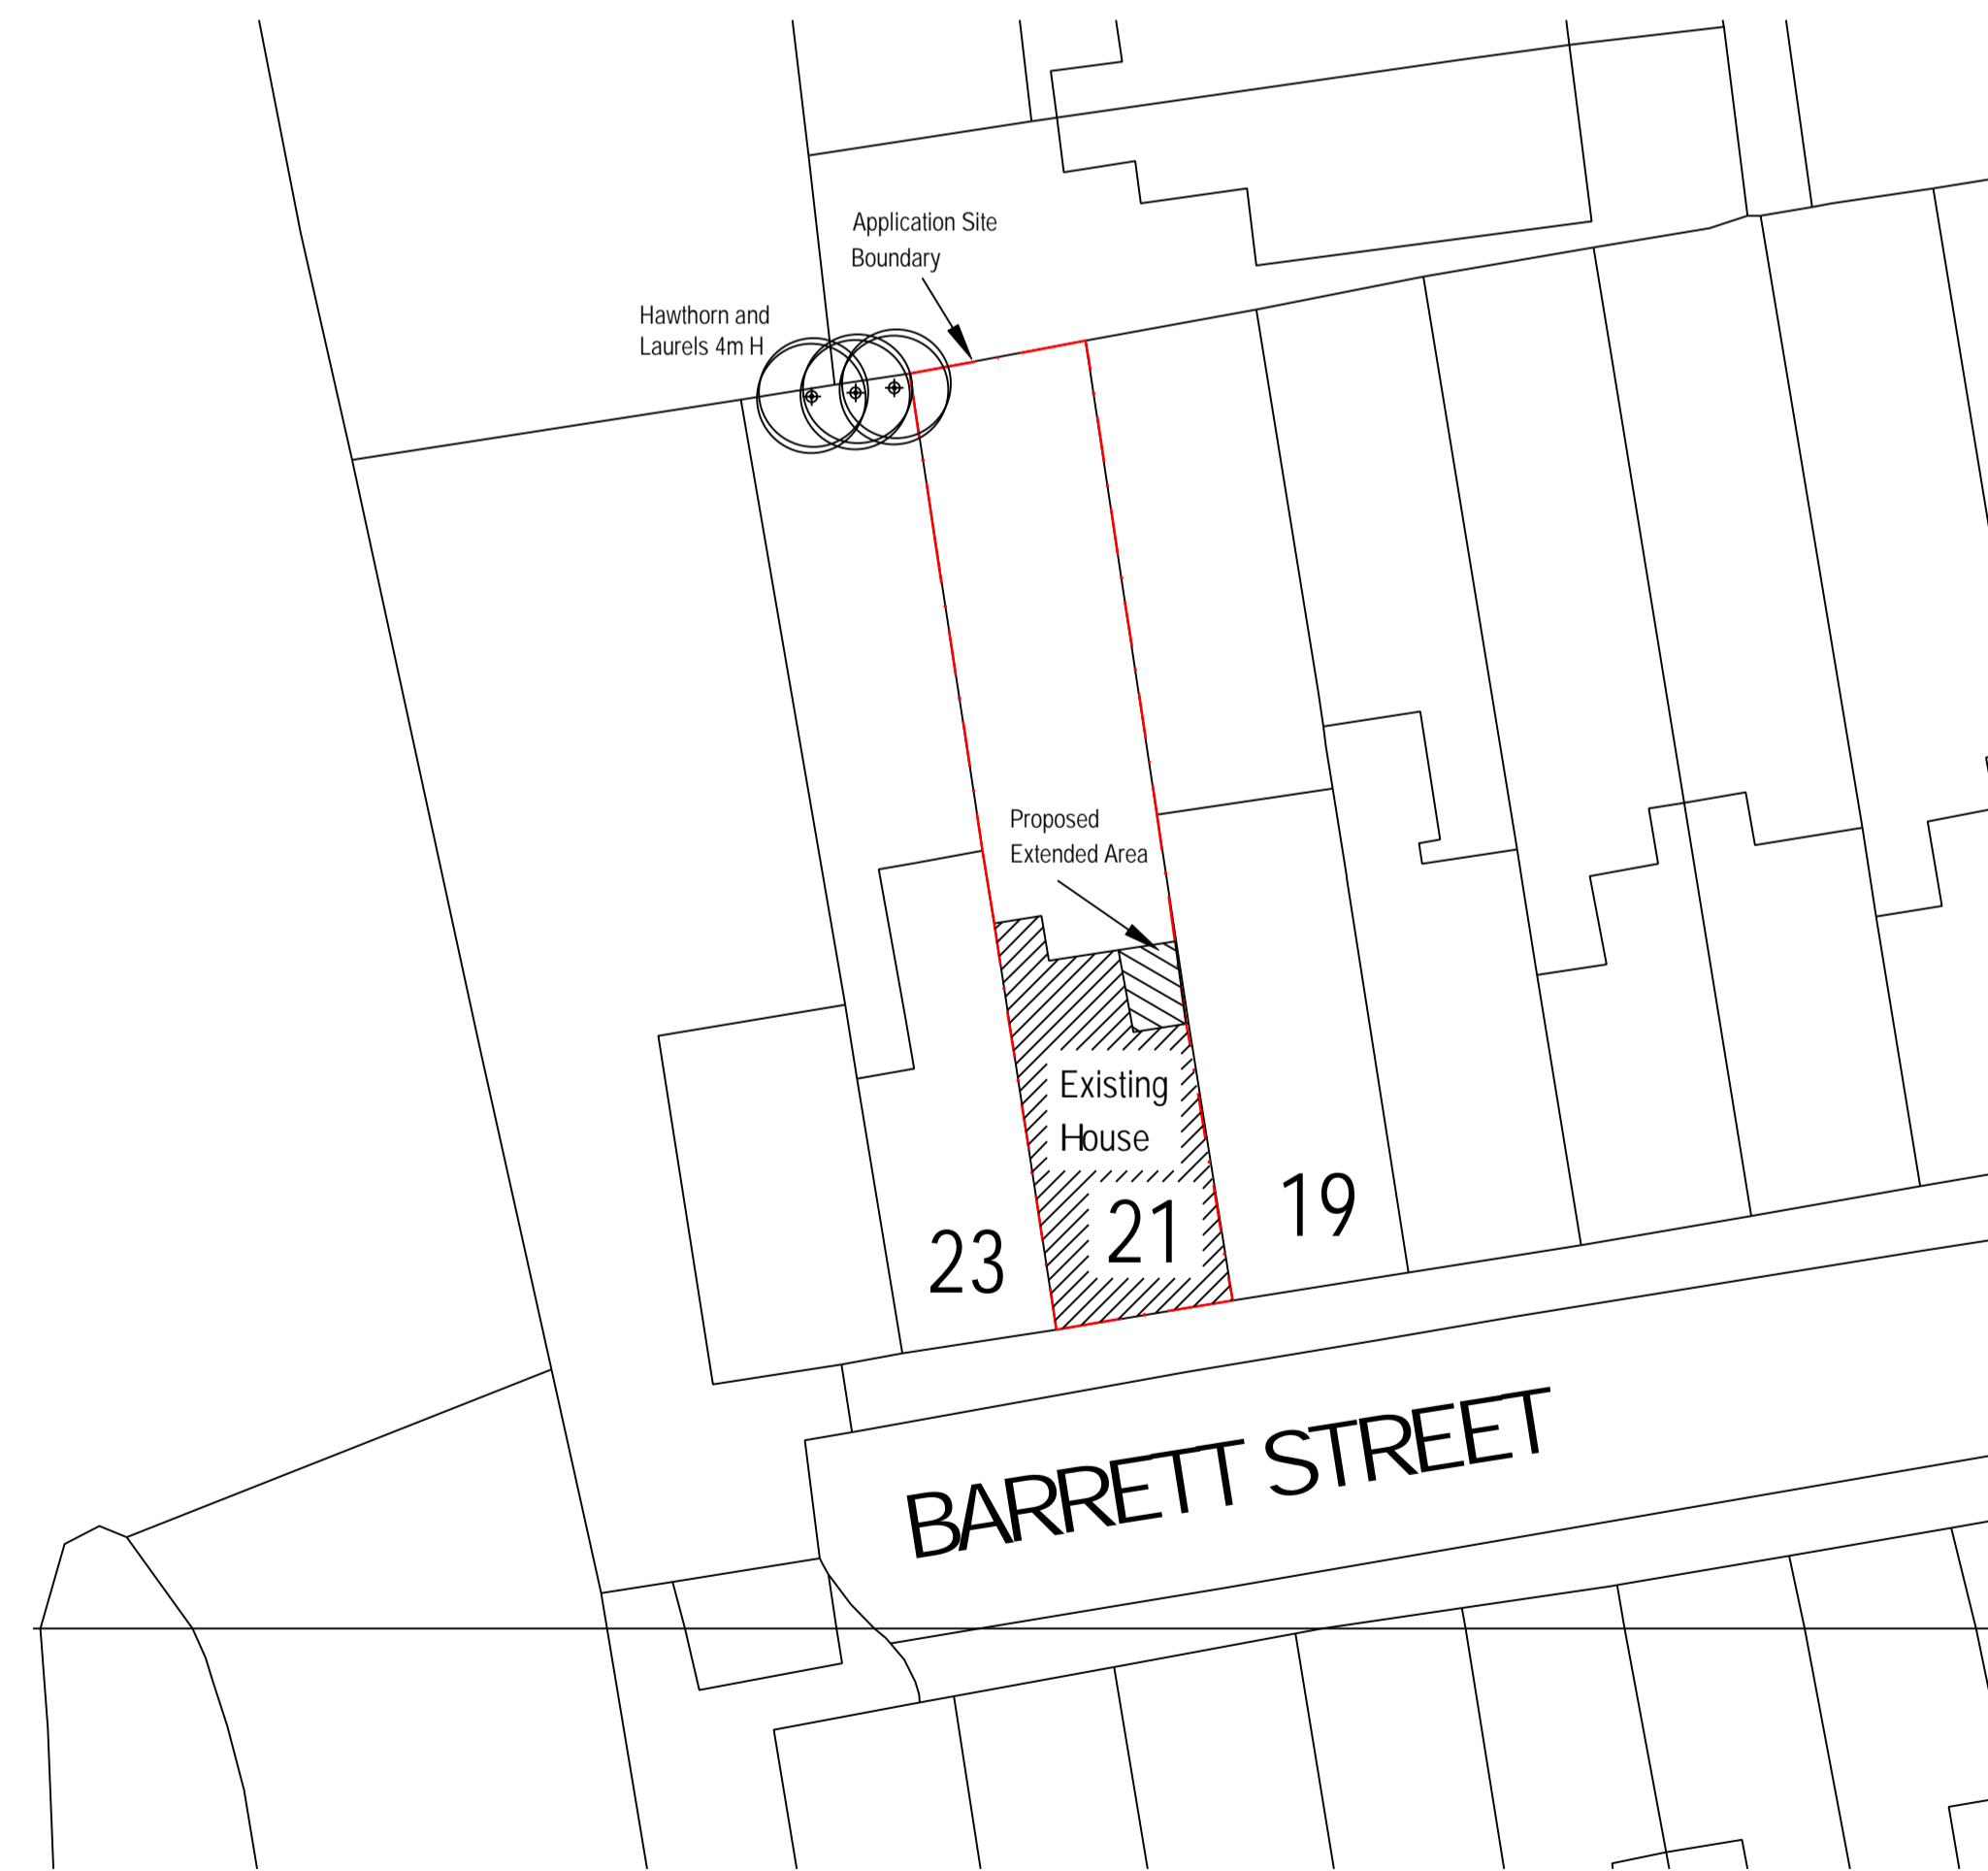 Application Site
Boundary
Hawthorn and
Laurels 4m H
Proposed
Extended Area
Existing
House
19
21
23
BARRETT STREET